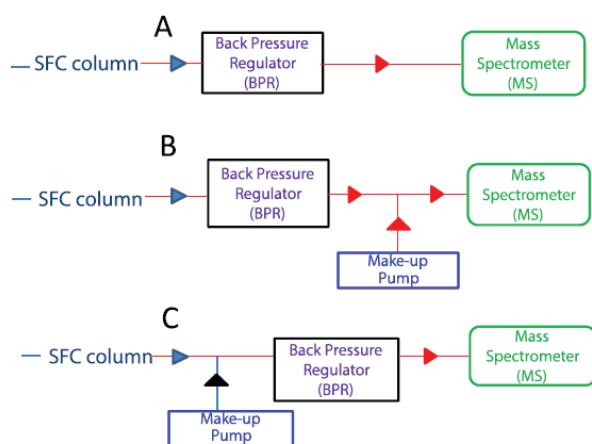 A
SFC column
Back Pressure
Regulator
(BPR)
Mass
Spectrometer
(MS)
B
SFC column
Back Pressure
Regulator
(BPR)
Mass
Spectrometer
(MS)
Make-up
Pump
C
SFC column
Back Pressure
Regulator
(BPR)
Mass
Spectrometer
(MS)
Make-up
Pump